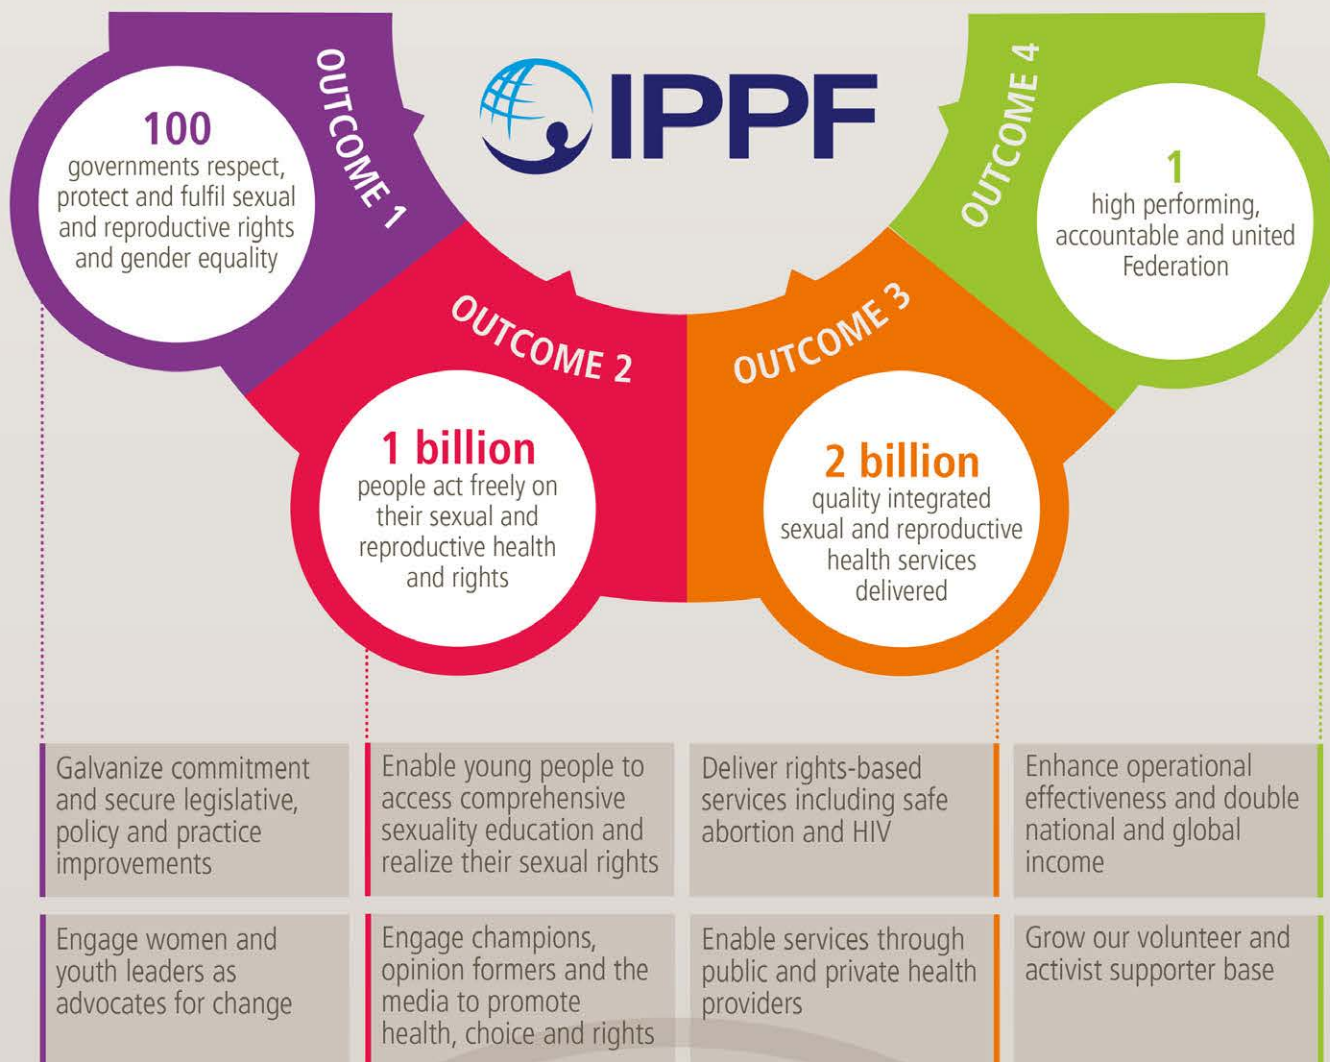 IPPF
OUTCOME 1
100
governments respect,
protect and fulfil sexual
and reproductive rights
and gender equality
OUTCOME 2
1 billion
people act freely on
their sexual and
reproductive health
and rights
OUTCOME 3
2 billion
quality integrated
sexual and reproductive
health services
delivered
OUTCOME 4
1
high performing,
accountable and united
Federation
Galvanize commitment
and secure legislative,
policy and practice
improvements
Enable young people to
access comprehensive
sexuality education and
realize their sexual rights
Deliver rights-based
services including safe
abortion and HIV
Enhance operational
effectiveness and double
national and global
income
Engage women and
youth leaders as
advocates for change
Engage champions,
opinion formers and the
media to promote
health, choice and rights
Enable services through
public and private health
providers
Grow our volunteer and
activist supporter base